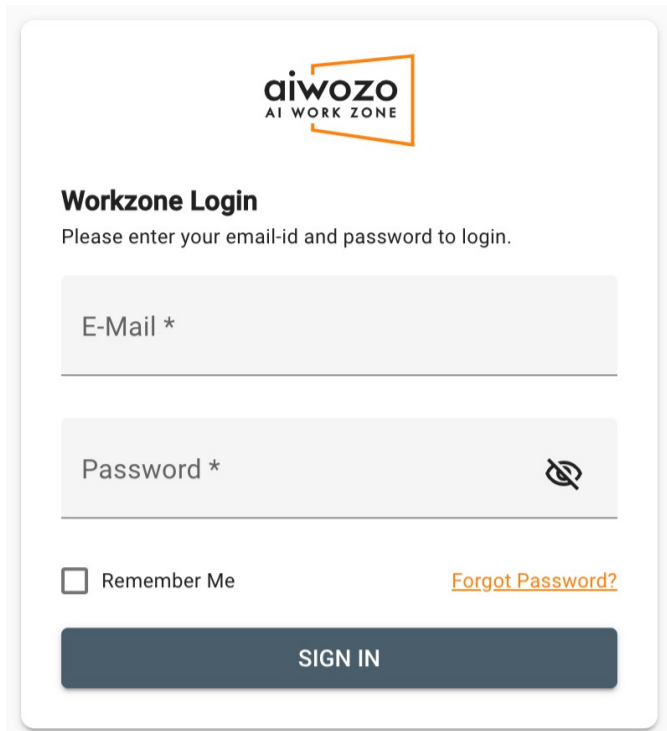 aiwozo
AI WORK ZONE
Workzone Login
Please enter your email-id and password to login.
E-Mail *
Password *
Remember Me
Forgot Password?
SIGN IN